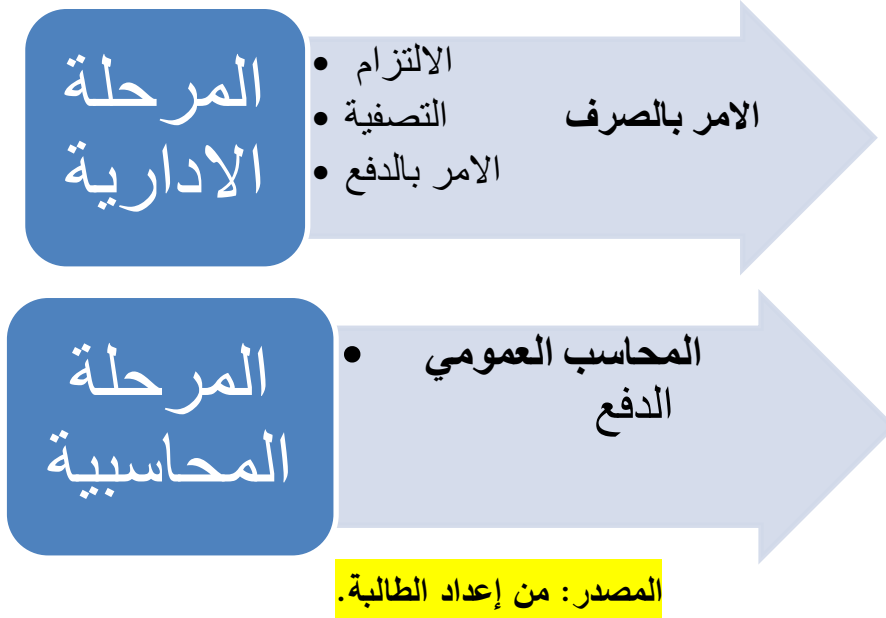 المرحلة
الادارية
الالتزام
التصفية
الامر بالدفع
الامر بالصرف
المرحلة
المحاسبية
المحاسب العمومي
الدفع
المصدر: من إعداد الطالبة.